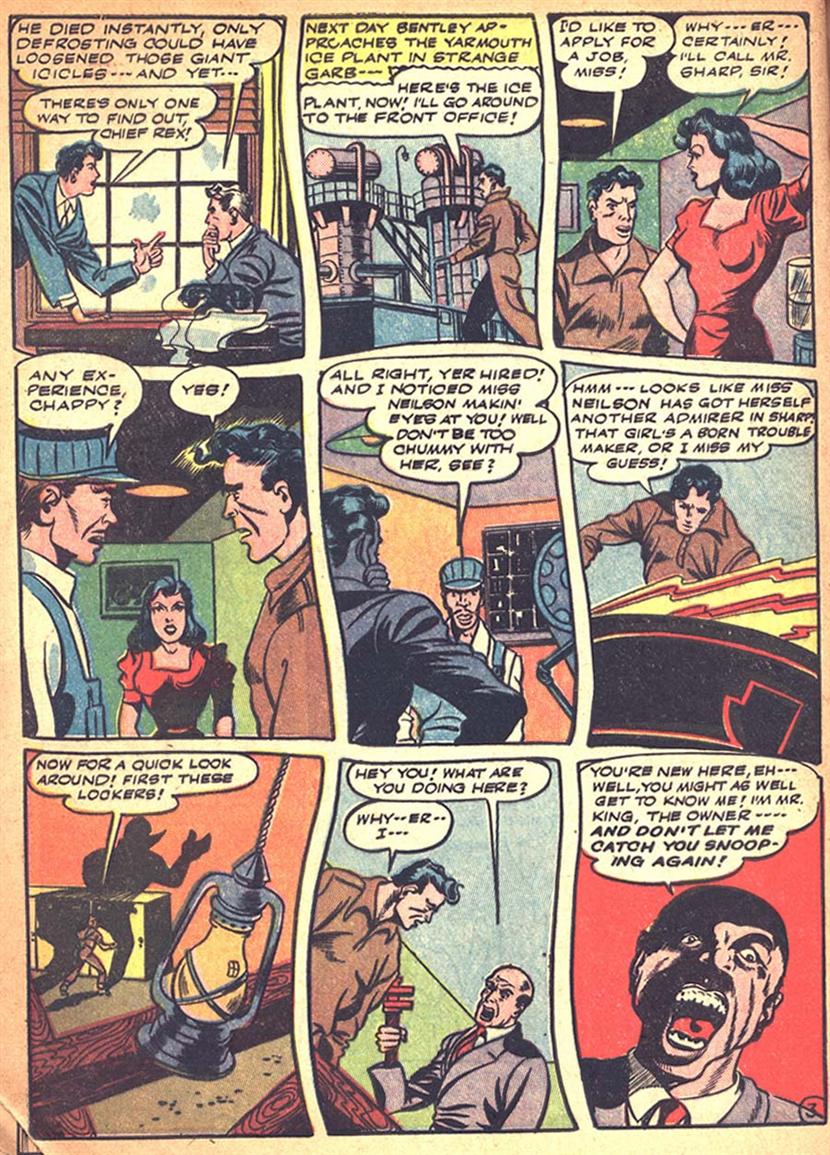 HE DIED INSTANTLY, ONLY
DEFROSTING COULD HAVE
LOOSENED THOSE GIANT
ICICLES---AND YET---
THERE'S ONLY ONE
WAY TO FIND OUT,
CHIEF REX!
NEXT DAY BENTLEY AP-
PROACHES THE YARMOUTH
ICE PLANT IN STRANGE
GARB---
HERE'S THE ICE
PLANT, NOW! I'LL GO AROUND
TO THE FRONT OFFICE!
I'D LIKE TO
APPLY FOR
A JOB,
MISS!
WHY---ER---
CERTAINLY!
I'LL CALL MR.
SHARP, SIR!
ANY EX-
PERIENCE,
CHAPPY?
YES!
ALL RIGHT, YER HIRED!
AND I NOTICED MISS
NEILSON MAKIN'
EYES AT YOU! WELL
DON'T BE TOO
CHUMMY WITH
HER, SEE?
HMM---LOOKS LIKE MISS
NEILSON HAS GOT HERSELF
ANOTHER ADMIRER IN SHARP!
THAT GIRL'S A BORN TROUBLE
MAKER, OR I MISS MY
GUESS!
NOW FOR A QUICK LOOK
AROUND! FIRST THESE
LOCKERS!
HEY YOU! WHAT ARE
YOU DOING HERE?
WHY--ER--
I---
YOU'RE NEW HERE, EH---
WELL, YOU MIGHT AS WELL
GET TO KNOW ME! I'M MR.
KING, THE OWNER----
AND DON'T LET ME
CATCH YOU SNOOP-
ING AGAIN!
3